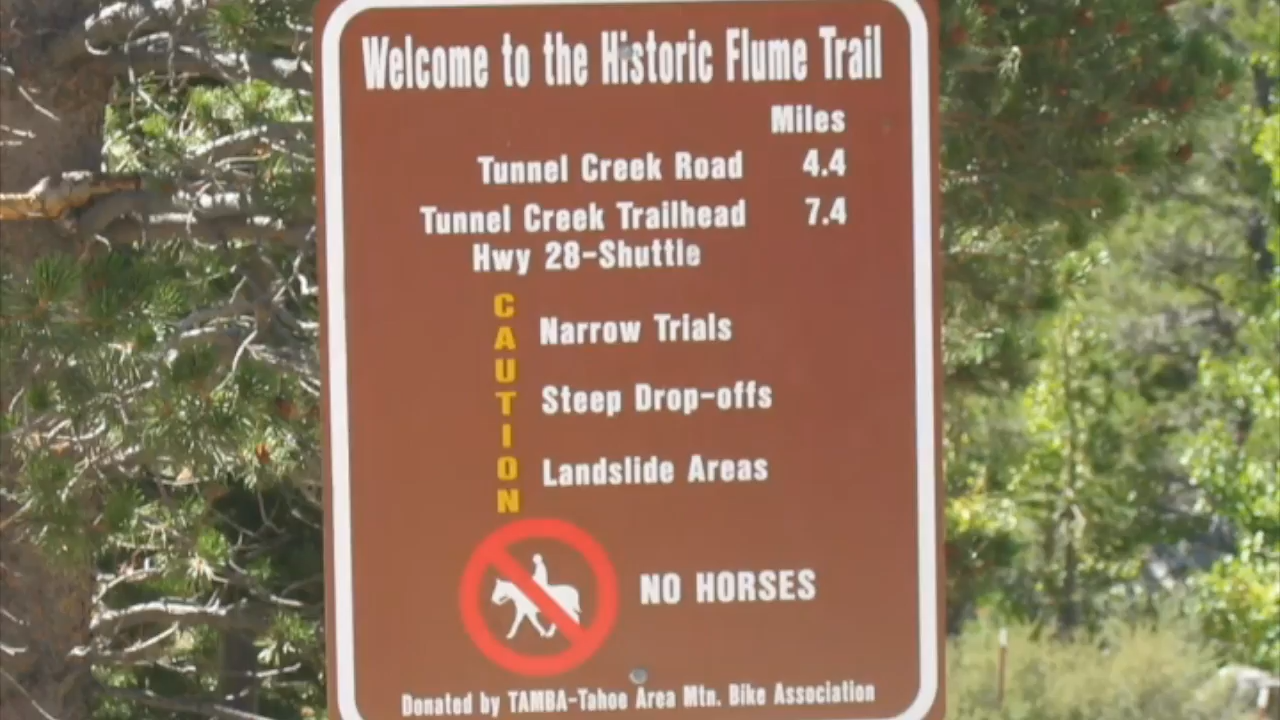 Welcome to the Historic Flume Trail
Miles
Tunnel Creek Road 4.4
Tunnel Creek Trailhead 7.4
Hwy 28-Shuttle
CAUTION
Narrow Trials
Steep Drop-offs
Landslide Areas
NO HORSES
Donated by TAMBA-Tahoe Area Mtn. Bike Association